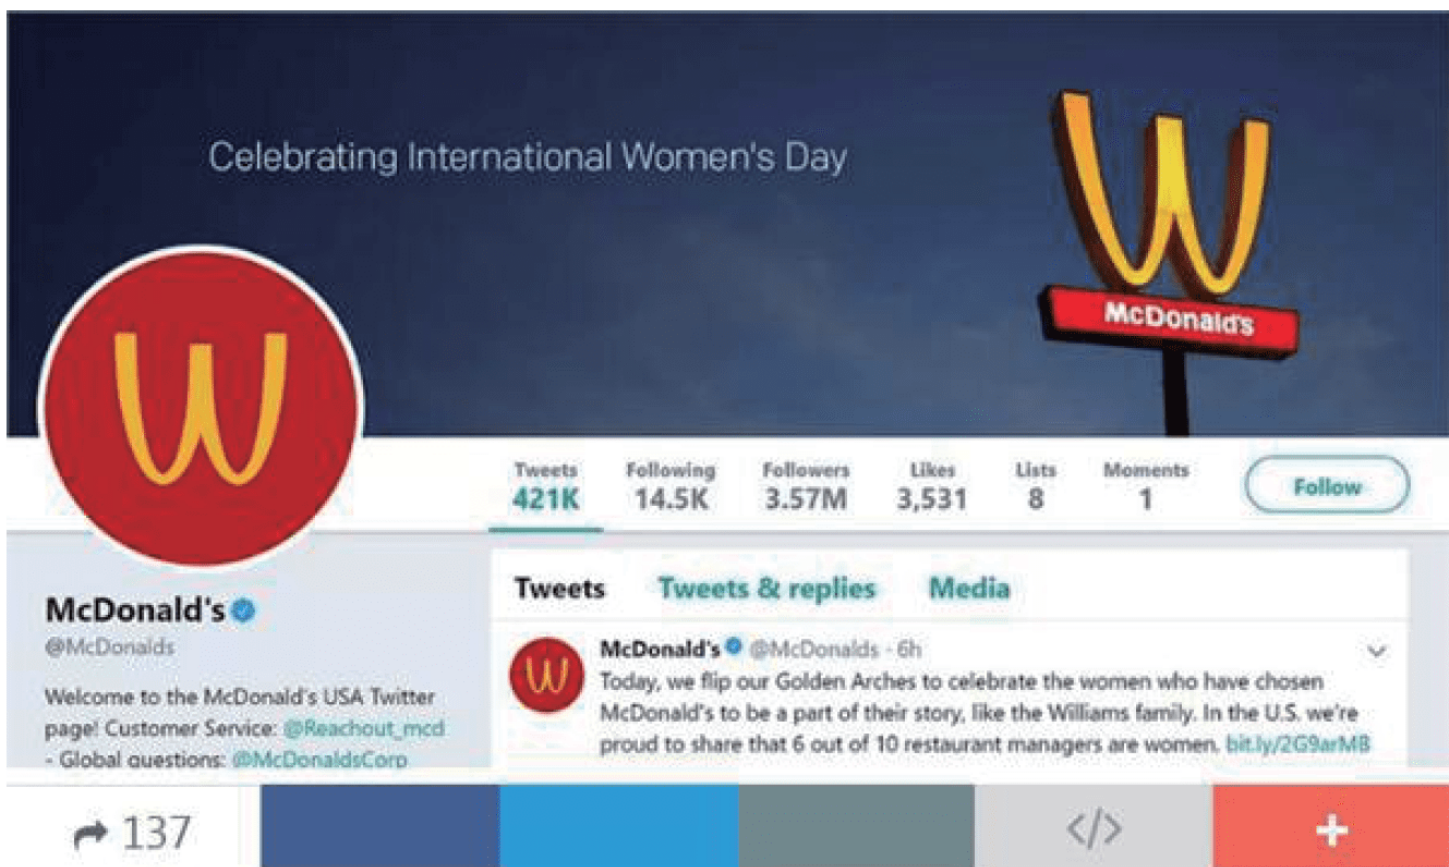 Celebrating International Women's Day
McDonald's
Tweets
421K
Following
14.5K
Followers
3.57M
Likes
3,531
Lists
8
Moments
1
Follow
McDonald's
@McDonalds
Welcome to the McDonald's USA Twitter
page! Customer Service: @Reachout_mcd
- Global questions: @McDonaldsCorp
Tweets
Tweets & replies
Media
McDonald's @McDonalds - 6h
Today, we flip our Golden Arches to celebrate the women who have chosen
McDonald's to be a part of their story, like the Williams family. In the U.S. we're
proud to share that 6 out of 10 restaurant managers are women. bit.ly/2G9arMB
137
</>
+